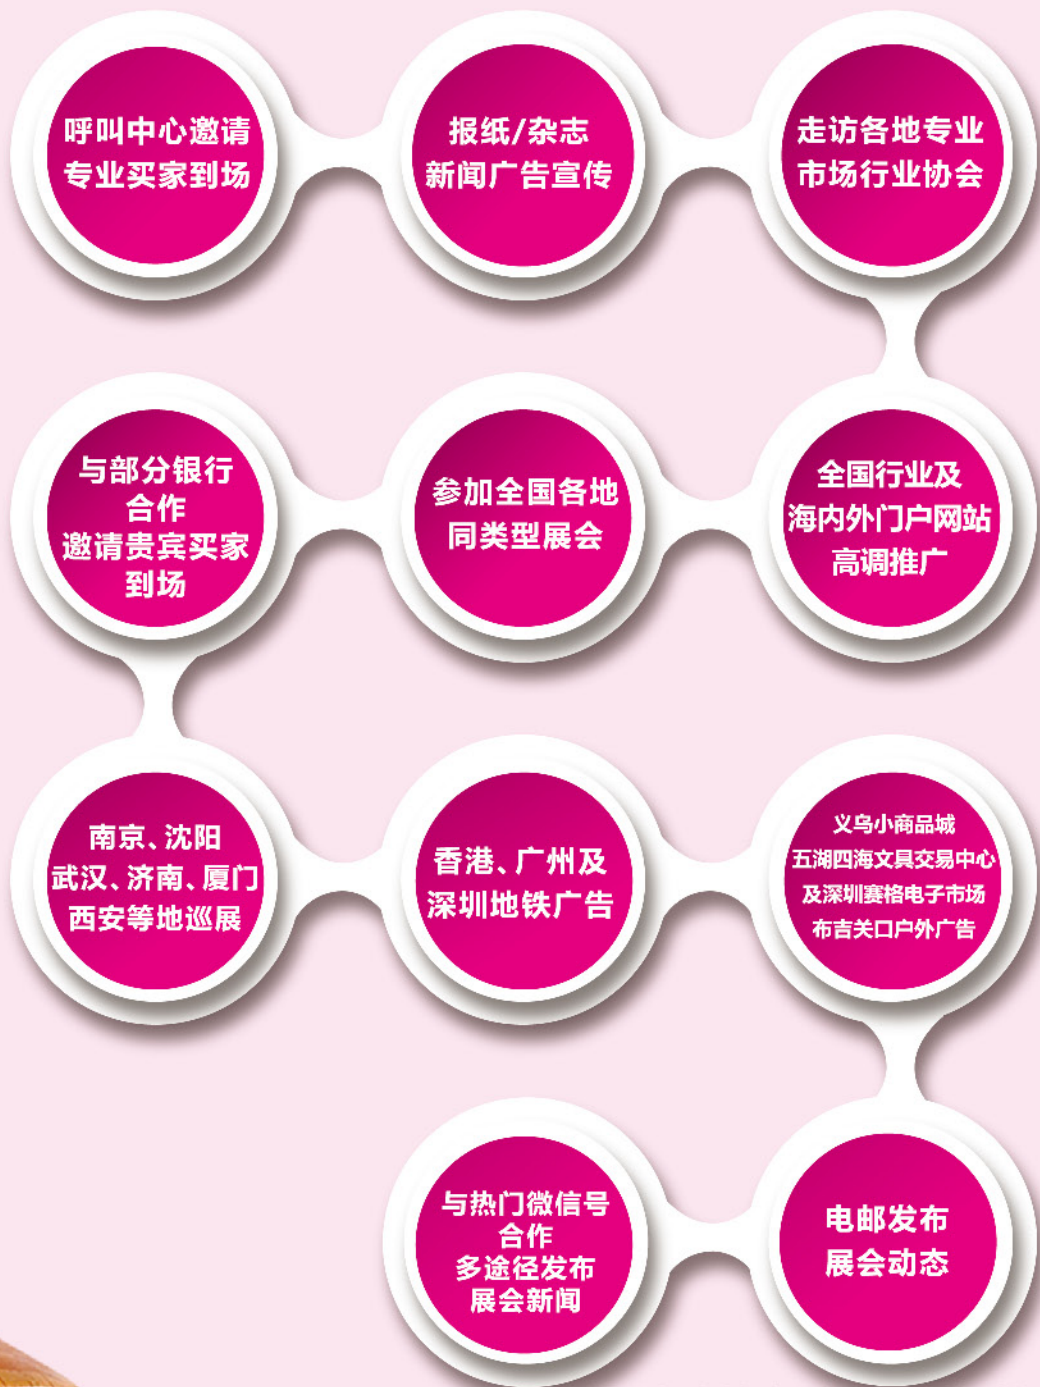 呼叫中心邀请
专业买家到场
报纸/杂志
新闻广告宣传
走访各地专业
市场行业协会
全国行业及
海内外门户网站
高调推广
参加全国各地
同类型展会
与部分银行
合作
邀请贵宾买家
到场
南京、沈阳
武汉、济南、厦门
西安等地巡展
香港、广州及
深圳地铁广告
义乌小商品城
五湖四海文具交易中心
及深圳赛格电子市场
布吉关口户外广告
电邮发布
展会动态
与热门微信号
合作
多途径发布
展会新闻